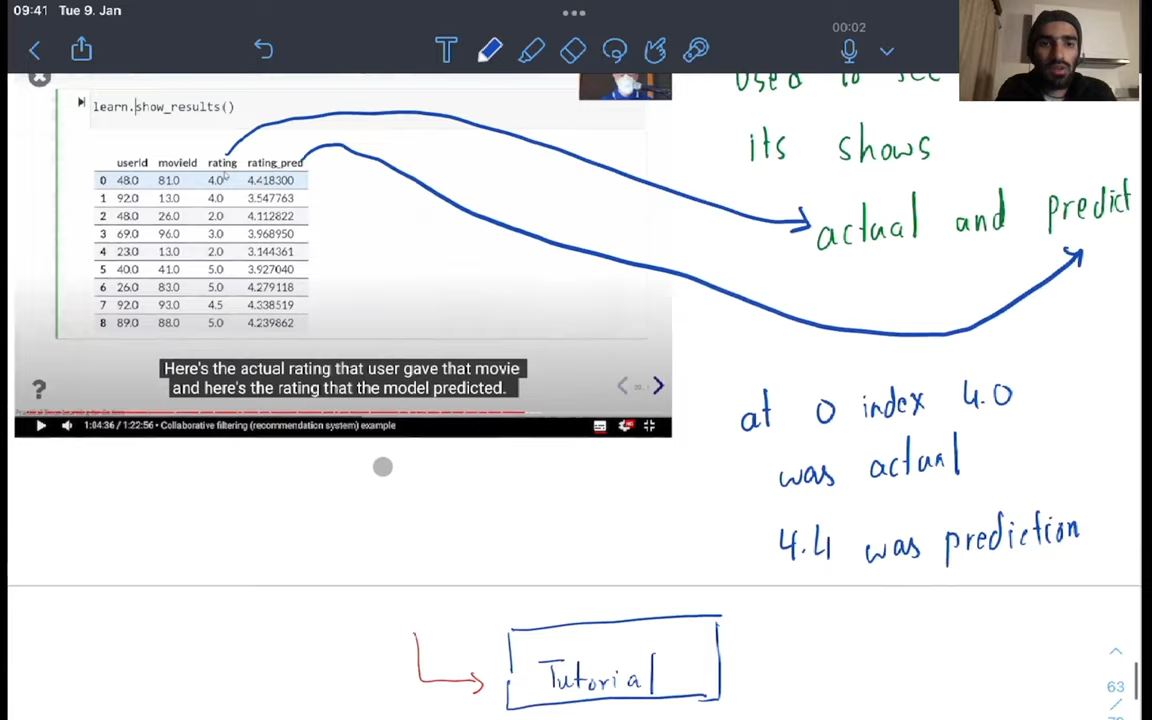 09:41 Tue 9. Jan
00:02
T
used to see
its shows
actual and predict
learn.show_results()
userId movieId rating rating_pred
0 48.0 81.0 4.0 4.418300
1 92.0 13.0 4.0 3.547763
2 48.0 26.0 2.0 4.112822
3 69.0 96.0 3.0 3.968950
4 23.0 13.0 2.0 3.144361
5 40.0 41.0 5.0 3.927040
6 26.0 83.0 5.0 4.279118
7 92.0 93.0 4.5 4.338519
8 89.0 88.0 5.0 4.239862
Here's the actual rating that user gave that movie
and here's the rating that the model predicted.
?
1:04:36 / 1:22:56 • Collaborative filtering (recommendation system) example
at 0 index 4.0
was actual
4.4 was prediction
Tutorial
63
/